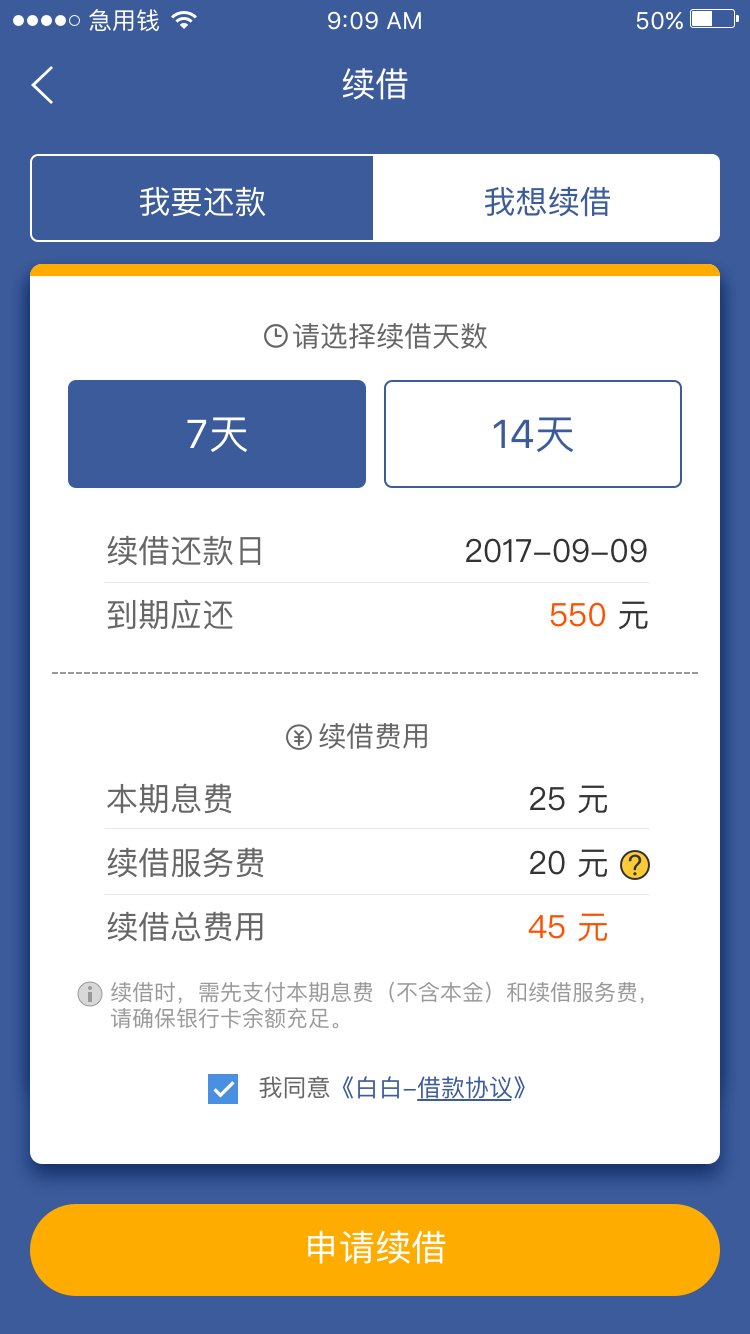 急用钱 9:09 AM 50%
续借
我要还款 我想续借
请选择续借天数
7天 14天
续借还款日 2017-09-09
到期应还 550 元
续借费用
本期息费 25 元
续借服务费 20 元 ?
续借总费用 45 元
续借时，需先支付本期息费（不含本金）和续借服务费，
请确保银行卡余额充足。
我同意《白白-借款协议》
申请续借